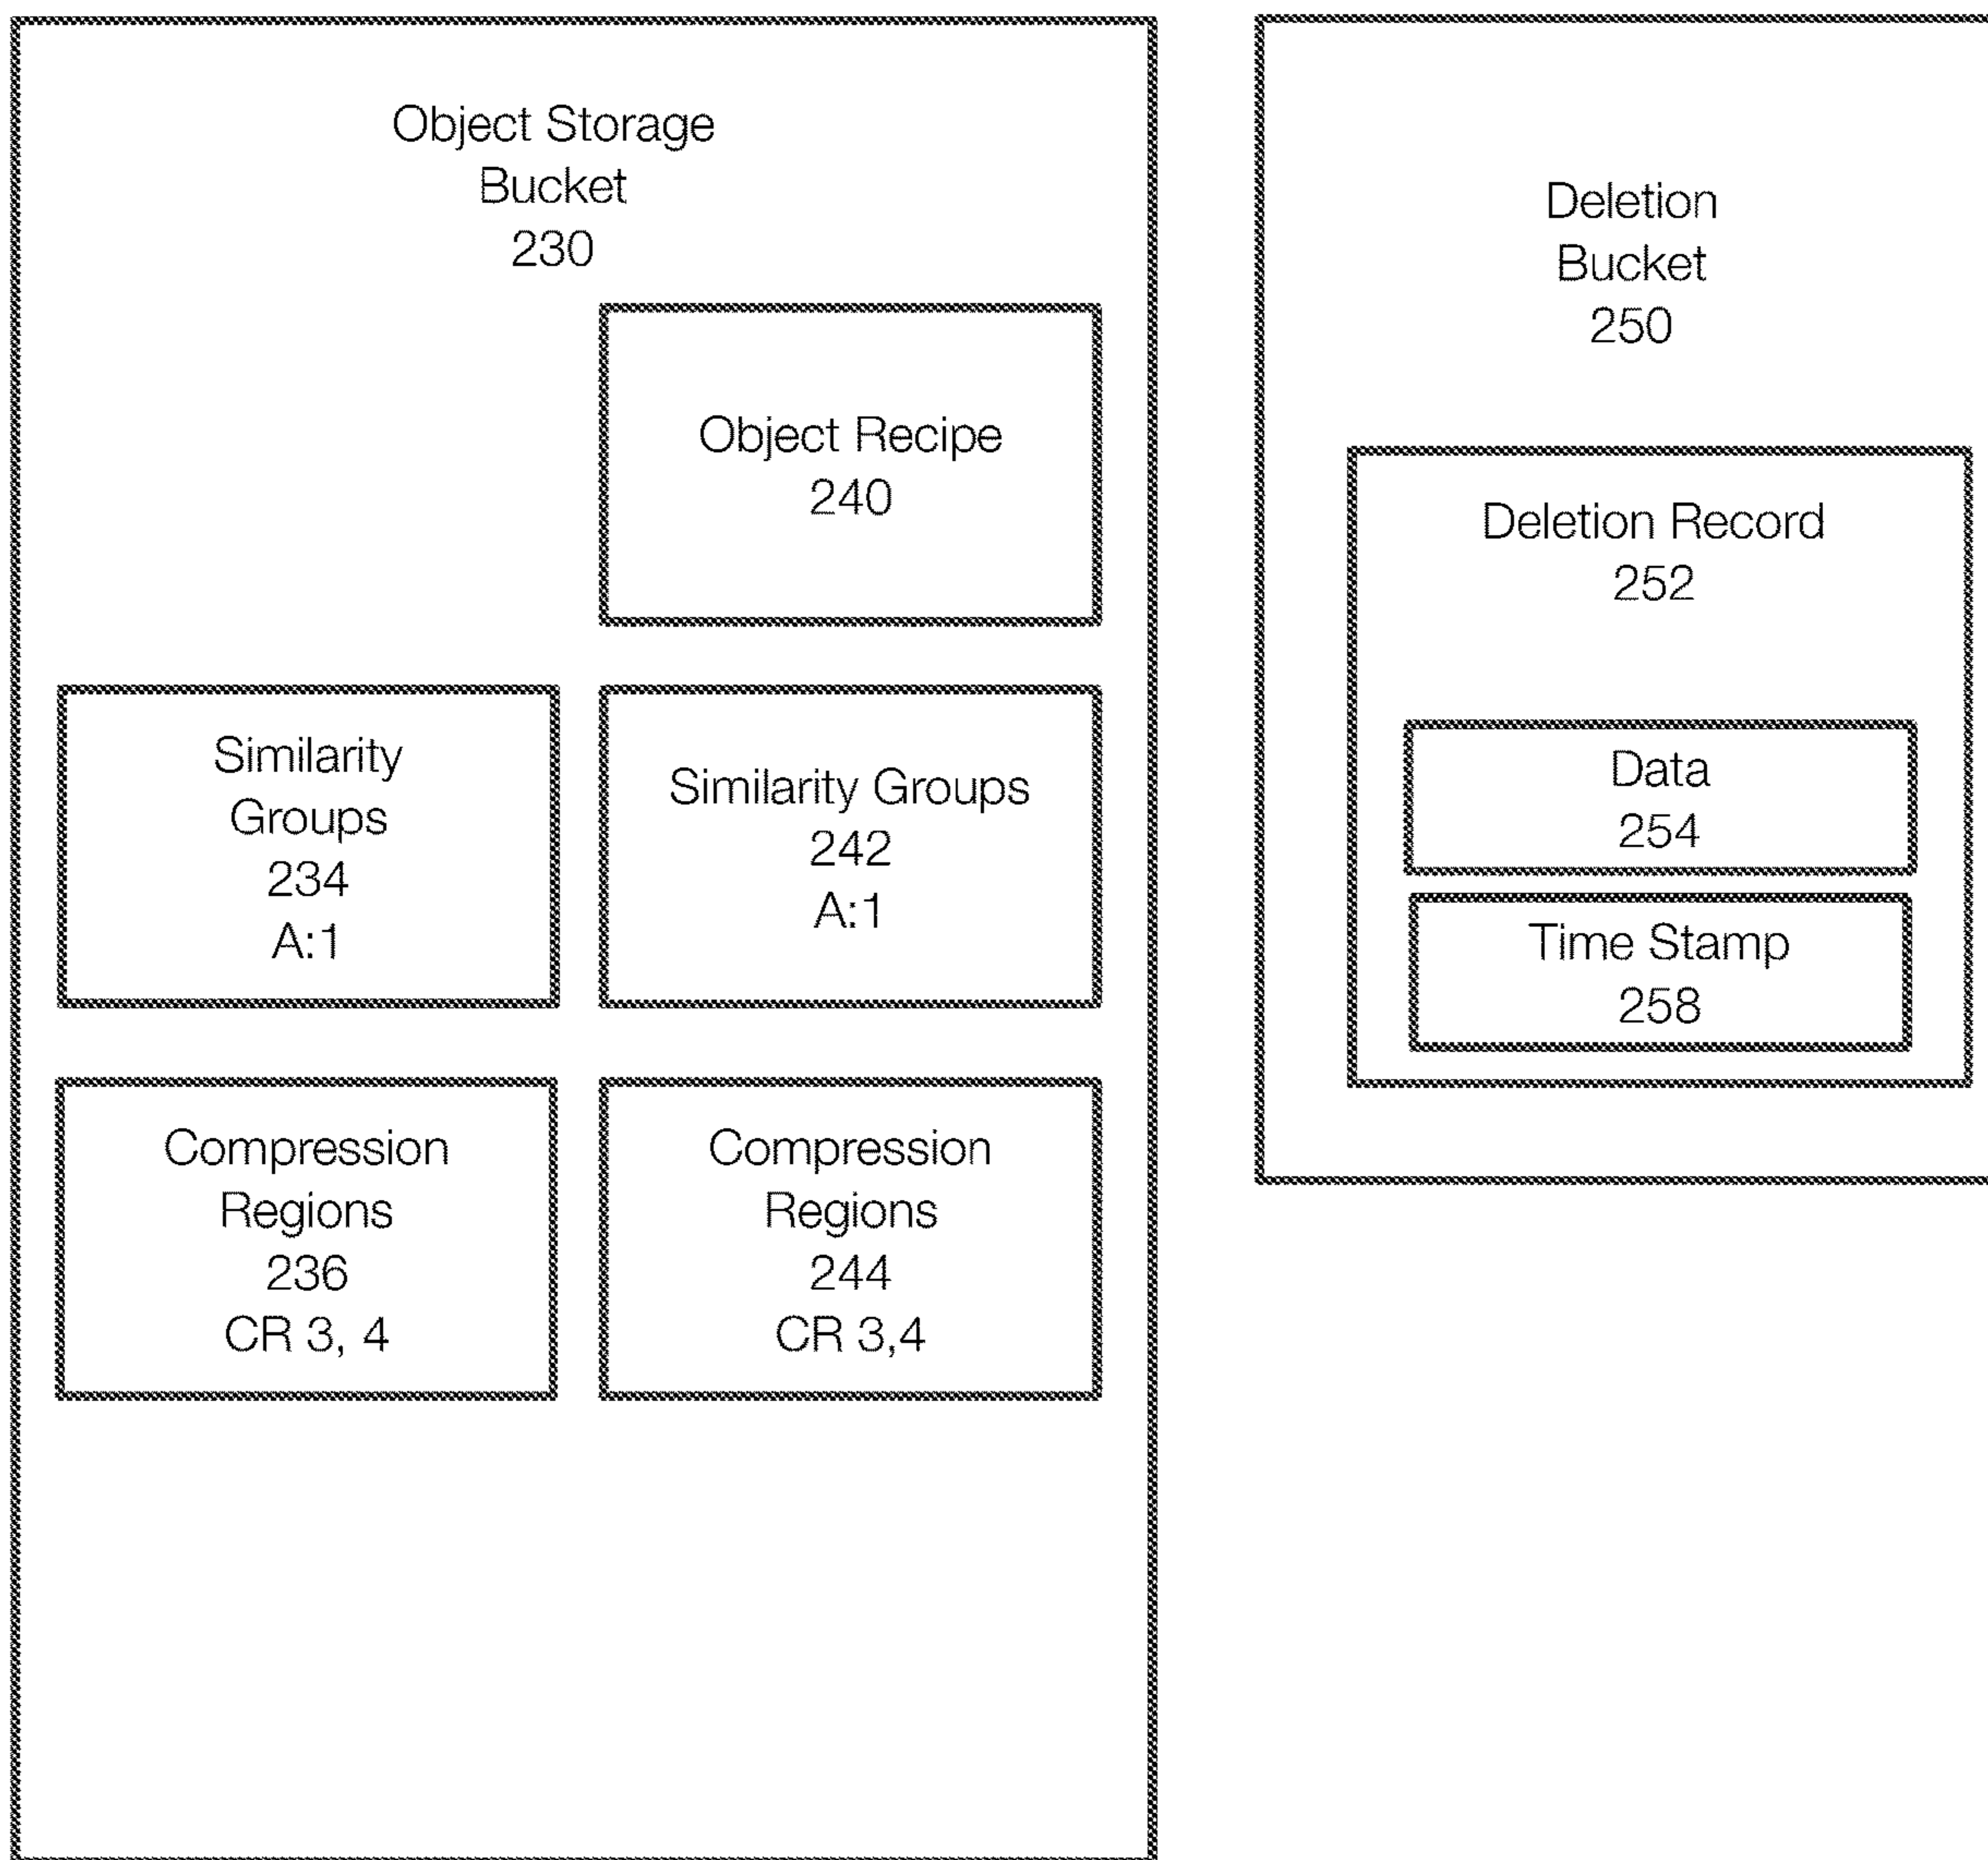 Object Storage
Bucket
230
Object Recipe
240
Similarity
Groups
234
A:1
Similarity Groups
242
A:1
Compression
Regions
236
CR 3, 4
Compression
Regions
244
CR 3,4
Deletion
Bucket
250
Deletion Record
252
Data
254
Time Stamp
258